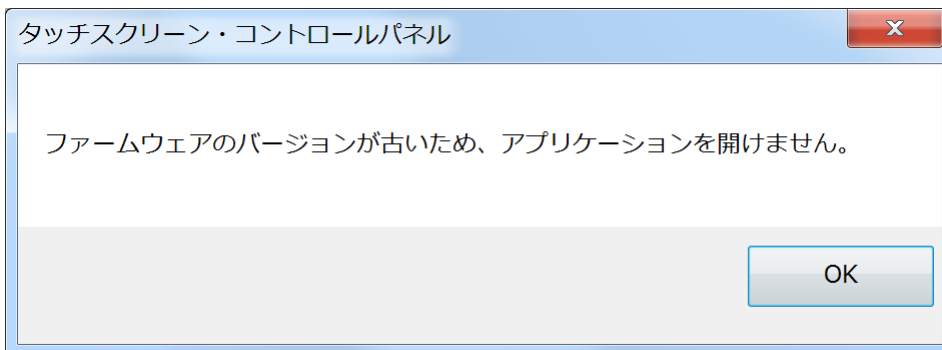 タッチスクリーン・コントロールパネル
ファームウェアのバージョンが古いため、アプリケーションを開けません。
OK